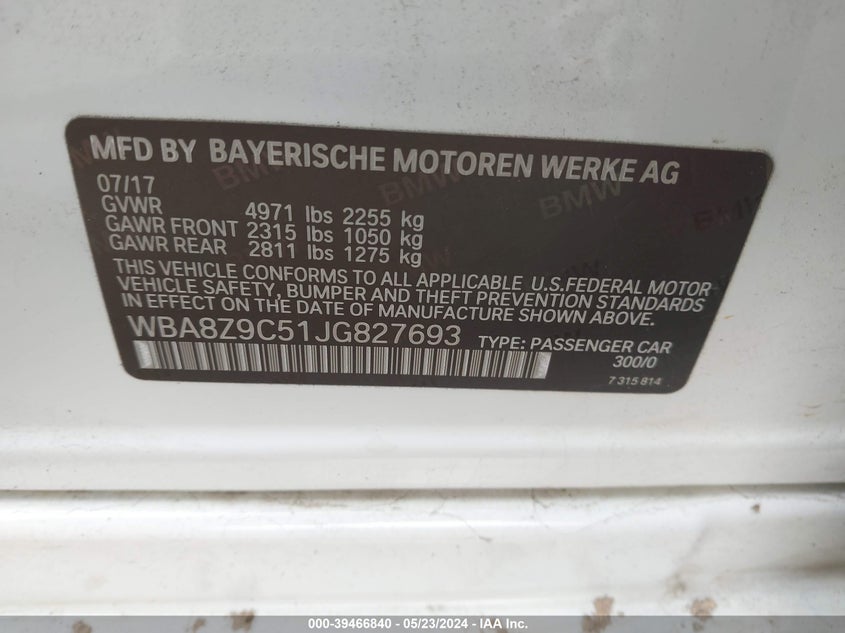 MFD BY BAYERISCHE MOTOREN WERKE AG
07/17
GVWR 4971 lbs 2255 kg
GAWR FRONT 2315 lbs 1050 kg
GAWR REAR 2811 lbs 1275 kg
THIS VEHICLE CONFORMS TO ALL APPLICABLE U.S.FEDERAL MOTOR-
VEHICLE SAFETY, BUMPER AND THEFT PREVENTION STANDARDS
IN EFFECT ON THE DATE OF MANUFACTURE SHOWN ABOVE.
WBA8Z9C51JG827693 TYPE: PASSENGER CAR
300/0
7 315 814
BMW
BMW
BMW
000-39466840 - 05/23/2024 - IAA Inc.